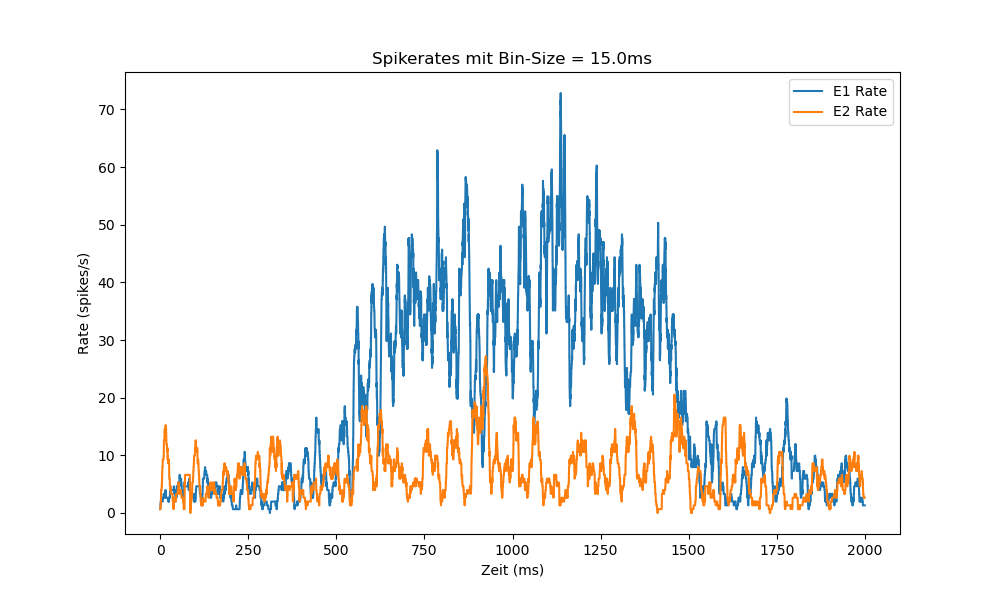 Spikerates mit Bin-Size = 15.0ms
E1 Rate
E2 Rate
70
60
50
40
30
20
10
0
Rate (spikes/s)
0 250 500 750 1000 1250 1500 1750 2000
Zeit (ms)